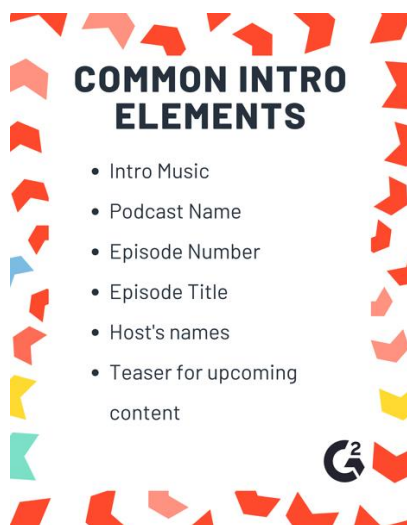 COMMON INTRO
ELEMENTS
• Intro Music
• Podcast Name
• Episode Number
• Episode Title
• Host's names
• Teaser for upcoming
content
G2